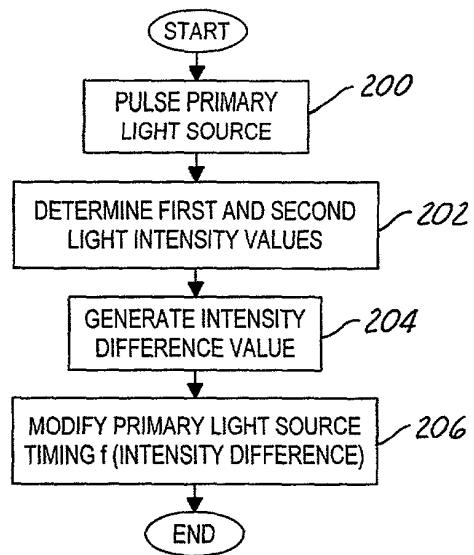 START
PULSE PRIMARY
LIGHT SOURCE
200
DETERMINE FIRST AND SECOND
LIGHT INTENSITY VALUES
202
GENERATE INTENSITY
DIFFERENCE VALUE
204
MODIFY PRIMARY LIGHT SOURCE
TIMING f (INTENSITY DIFFERENCE)
206
END